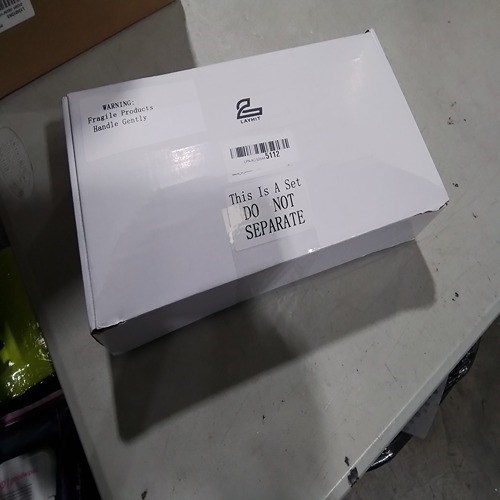 WARNING:
Fragile Products
Handle Gently
LAYHIT
5112
This Is A Set
DO NOT
SEPARATE